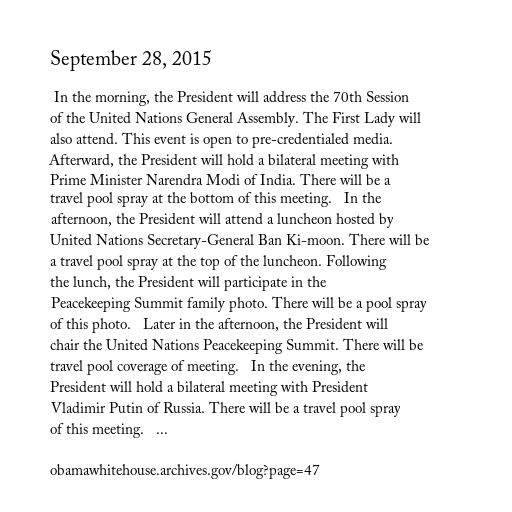 September 28, 2015
In the morning, the President will address the 70th Session
of the United Nations General Assembly. The First Lady will
also attend. This event is open to pre-credentialed media.
Afterward, the President will hold a bilateral meeting with
Prime Minister Narendra Modi of India. There will be a
travel pool spray at the bottom of this meeting.   In the
afternoon, the President will attend a luncheon hosted by
United Nations Secretary-General Ban Ki-moon. There will be
a travel pool spray at the top of the luncheon. Following
the lunch, the President will participate in the
Peacekeeping Summit family photo. There will be a pool spray
of this photo.   Later in the afternoon, the President will
chair the United Nations Peacekeeping Summit. There will be
travel pool coverage of meeting.   In the evening, the
President will hold a bilateral meeting with President
Vladimir Putin of Russia. There will be a travel pool spray
of this meeting.   ...
obamawhitehouse.archives.gov/blog?page=47